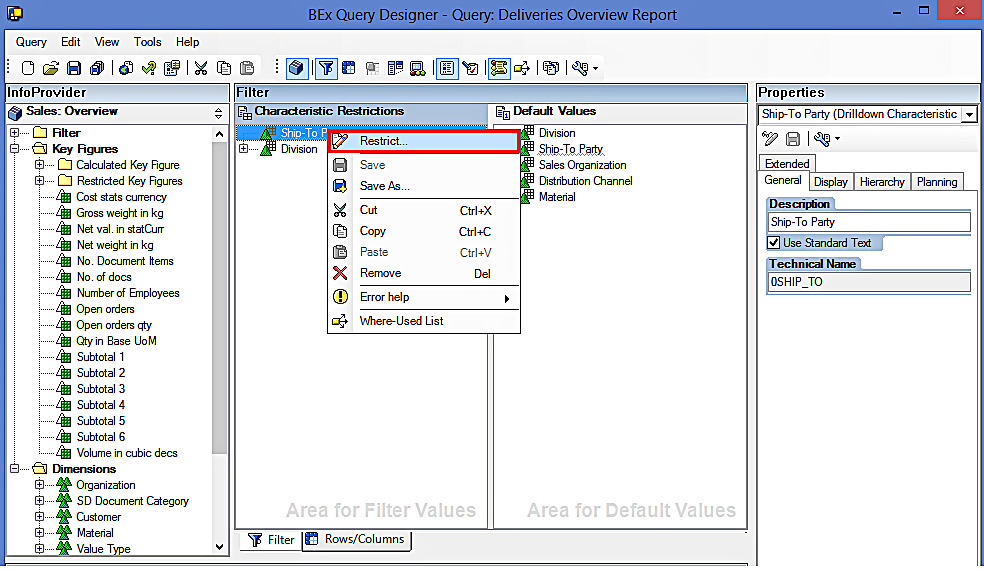 BEx Query Designer - Query: Deliveries Overview Report
Query Edit View Tools Help
InfoProvider
Sales: Overview
Filter
Key Figures
Calculated Key Figure
Restricted Key Figures
Cost stats currency
Gross weight in kg
Net val. in statCurr
Net weight in kg
No. Document Items
No. of docs
Number of Employees
Open orders
Open orders qty
Qty in Base UoM
Subtotal 1
Subtotal 2
Subtotal 3
Subtotal 4
Subtotal 5
Subtotal 6
Volume in cubic decs
Dimensions
Organization
SD Document Category
Customer
Material
Value Type
Filter
Characteristic Restrictions
Ship-To P
Division
Restrict...
Save
Save As...
Cut Ctrl+X
Copy Ctrl+C
Paste Ctrl+V
Remove Del
Error help
Where-Used List
Area for Filter Values
Default Values
Division
Ship-To Party
Sales Organization
Distribution Channel
Material
Area for Default Values
Filter Rows/Columns
Properties
Ship-To Party (Drilldown Characteristic
Extended
General Display Hierarchy Planning
Description
Ship-To Party
Use Standard Text
Technical Name
0SHIP_TO